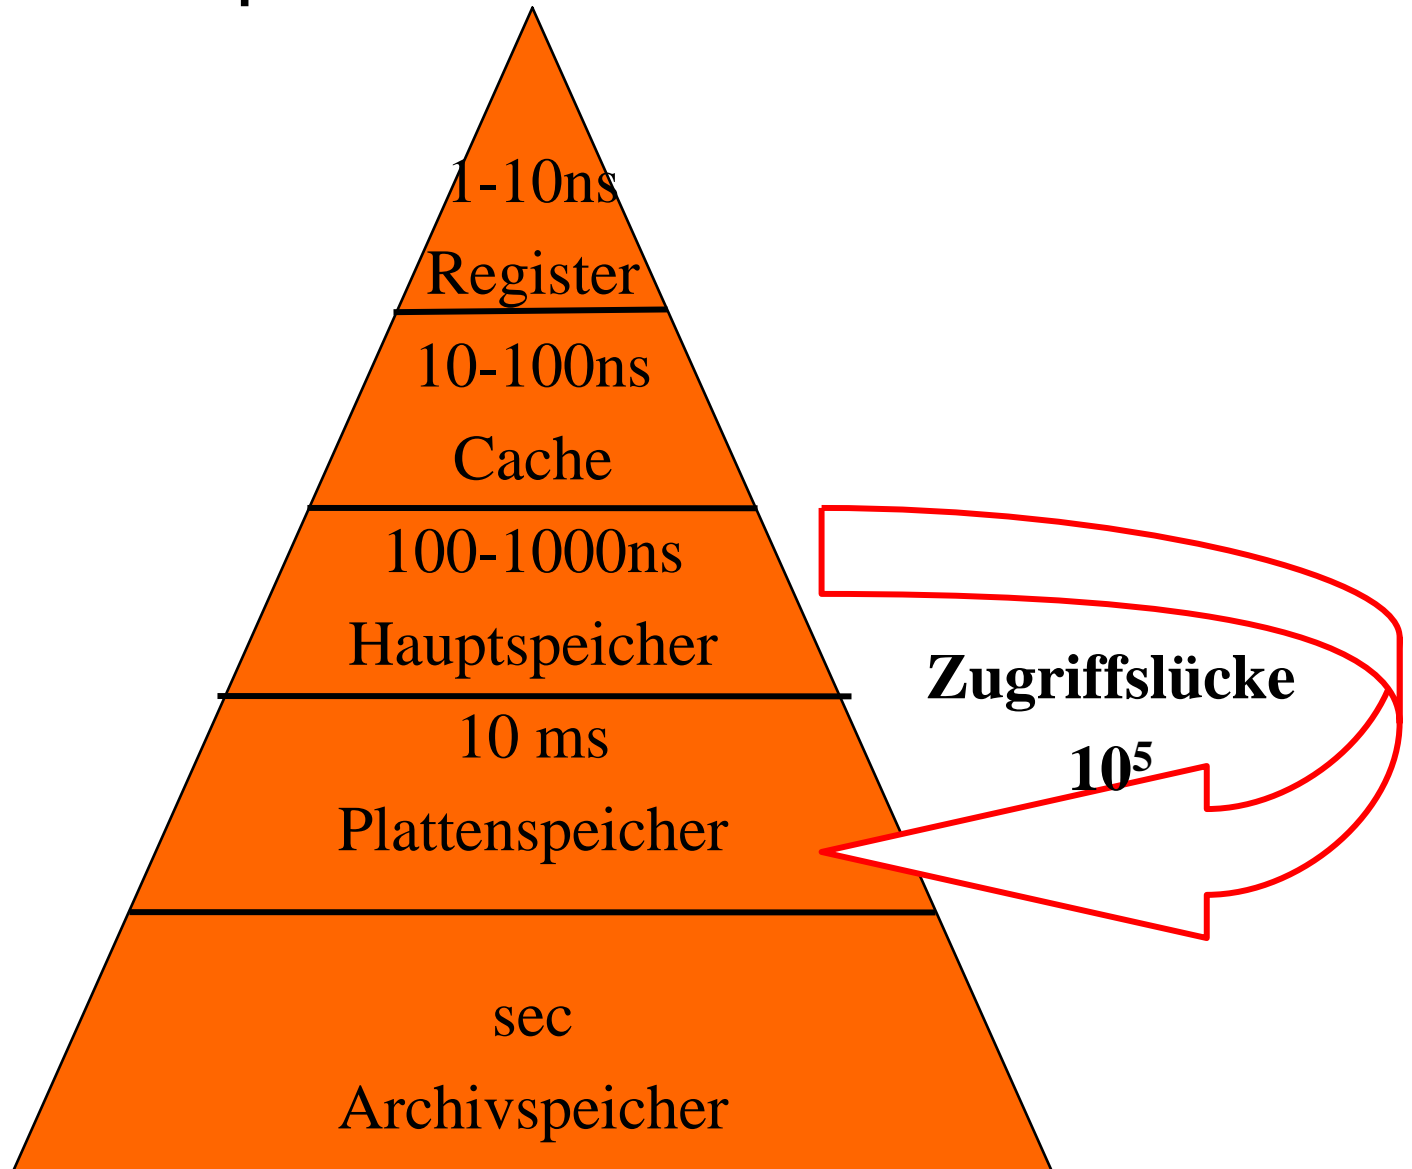 1-10ns
Register
10-100ns
Cache
100-1000ns
Hauptspeicher
10 ms
Plattenspeicher
sec
Archivspeicher
Zugriffslücke
10⁵